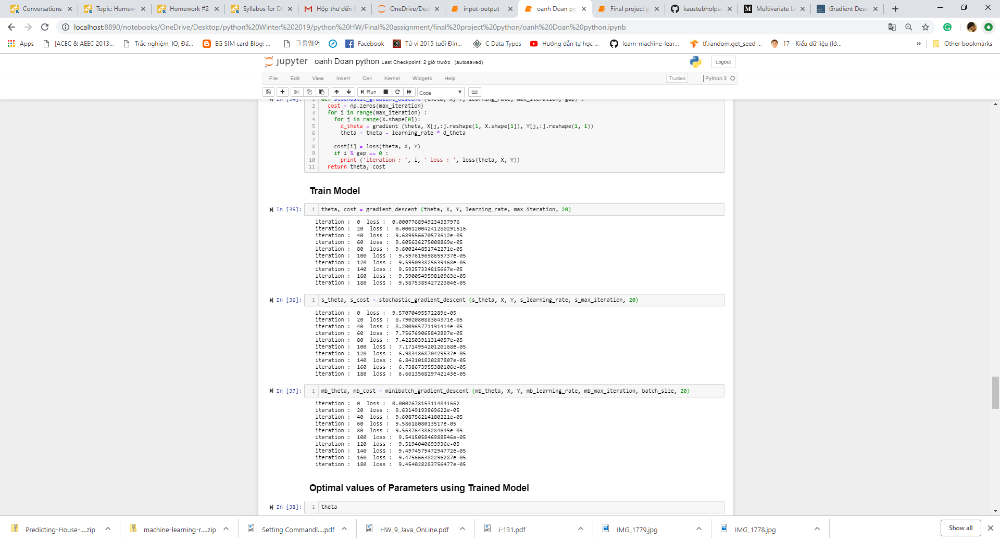 Conversations
Topic: Homew
Homework #2
Syllabus for DE
Hộp thư đến (
OneDrive/Desk
input-output
oanh Doan pyt
Final project p
kaustubholpad
Multivariate Li
Gradient Desc
localhost:8890/notebooks/OneDrive/Desktop/python%20Winter%202019/python%20HW/Final%20assignment/final%20project%20python/oanh%20Doan%20python.ipynb
Apps
[ACEC & AEEC 2013...
Trắc nghiệm, IQ, Đâ...
EG SIM card Blog: ...
그룹웨어
Facebook
Tử vi 2015 tuổi Đin...
C Data Types
Hướng dẫn tự học ...
learn-machine-lear...
tf.random.get_seed ...
17 - Kiểu dữ liệu (lớ...
»
Other bookmarks
jupyter oanh Doan python Last Checkpoint: 2 giờ trước (autosaved)
Logout
File Edit View Insert Cell Kernel Widgets Help
Trusted
Python 3
Run
Code
In [34]: 1 def stochastic_gradient_descent (theta, X, Y, learning_rate, max_iteration, gap) :
2 cost = np.zeros(max_iteration)
3 for i in range(max_iteration) :
4 for j in range(X.shape[0]):
5 d_theta = gradient (theta, X[j,:].reshape(1, X.shape[1]), Y[j,:].reshape(1, 1))
6 theta = theta - learning_rate * d_theta
7
8 cost[i] = loss(theta, X, Y)
9 if i % gap == 0 :
10 print ('iteration : ', i, ' loss : ', loss(theta, X, Y))
11 return theta, cost
Train Model
In [35]: 1 theta, cost = gradient_descent (theta, X, Y, learning_rate, max_iteration, 20)
iteration : 0 loss : 0.0007768949234337976
iteration : 20 loss : 0.00012004241280291516
iteration : 40 loss : 9.689556670573612e-05
iteration : 60 loss : 9.605636275008869e-05
iteration : 80 loss : 9.600244851742271e-05
iteration : 100 loss : 9.597619698659737e-05
iteration : 120 loss : 9.595093825639468e-05
iteration : 140 loss : 9.59257334815667e-05
iteration : 160 loss : 9.590054959810963e-05
iteration : 180 loss : 9.587538542722304e-05
In [36]: 1 s_theta, s_cost = stochastic_gradient_descent (s_theta, X, Y, s_learning_rate, s_max_iteration, 20)
iteration : 0 loss : 9.57070495572289e-05
iteration : 20 loss : 8.790208088364371e-05
iteration : 40 loss : 8.200965771191414e-05
iteration : 60 loss : 7.756769065843897e-05
iteration : 80 loss : 7.422503911314057e-05
iteration : 100 loss : 7.171495420120168e-05
iteration : 120 loss : 6.983486870429537e-05
iteration : 140 loss : 6.843101820287807e-05
iteration : 160 loss : 6.738673955380106e-05
iteration : 180 loss : 6.661356829742143e-05
In [37]: 1 mb_theta, mb_cost = minibatch_gradient_descent (mb_theta, X, Y, mb_learning_rate, mb_max_iteration, batch_size, 20)
iteration : 0 loss : 0.0002678153114841662
iteration : 20 loss : 9.63149193869622e-05
iteration : 40 loss : 9.608756214180221e-05
iteration : 60 loss : 9.5861808013517e-05
iteration : 80 loss : 9.563764386284645e-05
iteration : 100 loss : 9.541505846988546e-05
iteration : 120 loss : 9.5194040693936e-05
iteration : 140 loss : 9.497457947294772e-05
iteration : 160 loss : 9.475666382296287e-05
iteration : 180 loss : 9.454028283756477e-05
Optimal values of Parameters using Trained Model
In [38]: 1 theta
Predicting-House-....zip
machine-learning-r....zip
Setting Commandl....pdf
HW_9_Java_OnLine.pdf
i-131.pdf
IMG_1779.jpg
IMG_1778.jpg
Show all